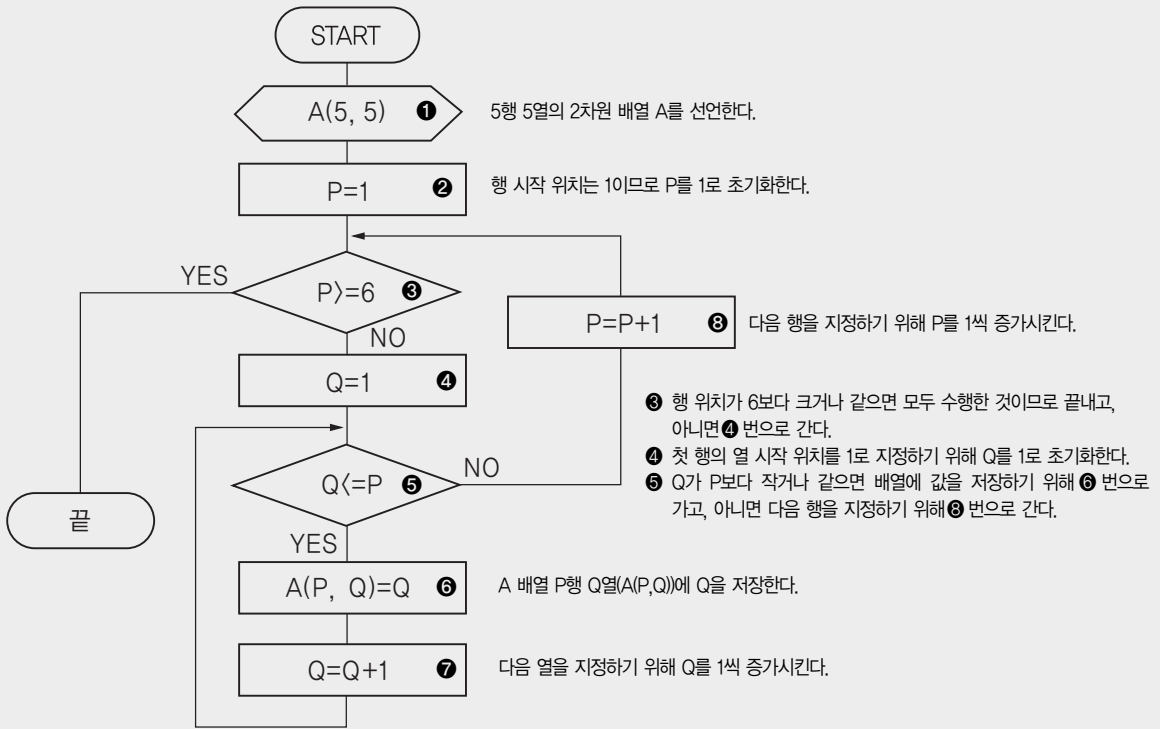 START
A(5, 5) ❶
5행 5열의 2차원 배열 A를 선언한다.
P=1 ❷
행 시작 위치는 1이므로 P를 1로 초기화한다.
YES
P>=6 ❸
NO
P=P+1 ❽
다음 행을 지정하기 위해 P를 1씩 증가시킨다.
Q=1 ❹
❸ 행 위치가 6보다 크거나 같으면 모두 수행한 것이므로 끝내고,
아니면 ❹ 번으로 간다.
❹ 첫 행의 열 시작 위치를 1로 지정하기 위해 Q를 1로 초기화한다.
❺ Q가 P보다 작거나 같으면 배열에 값을 저장하기 위해 ❻ 번으로
가고, 아니면 다음 행을 지정하기 위해 ❽ 번으로 간다.
Q<=P ❺
NO
끝
YES
A(P, Q)=Q ❻
A 배열 P행 Q열(A(P,Q))에 Q을 저장한다.
Q=Q+1 ❼
다음 열을 지정하기 위해 Q를 1씩 증가시킨다.